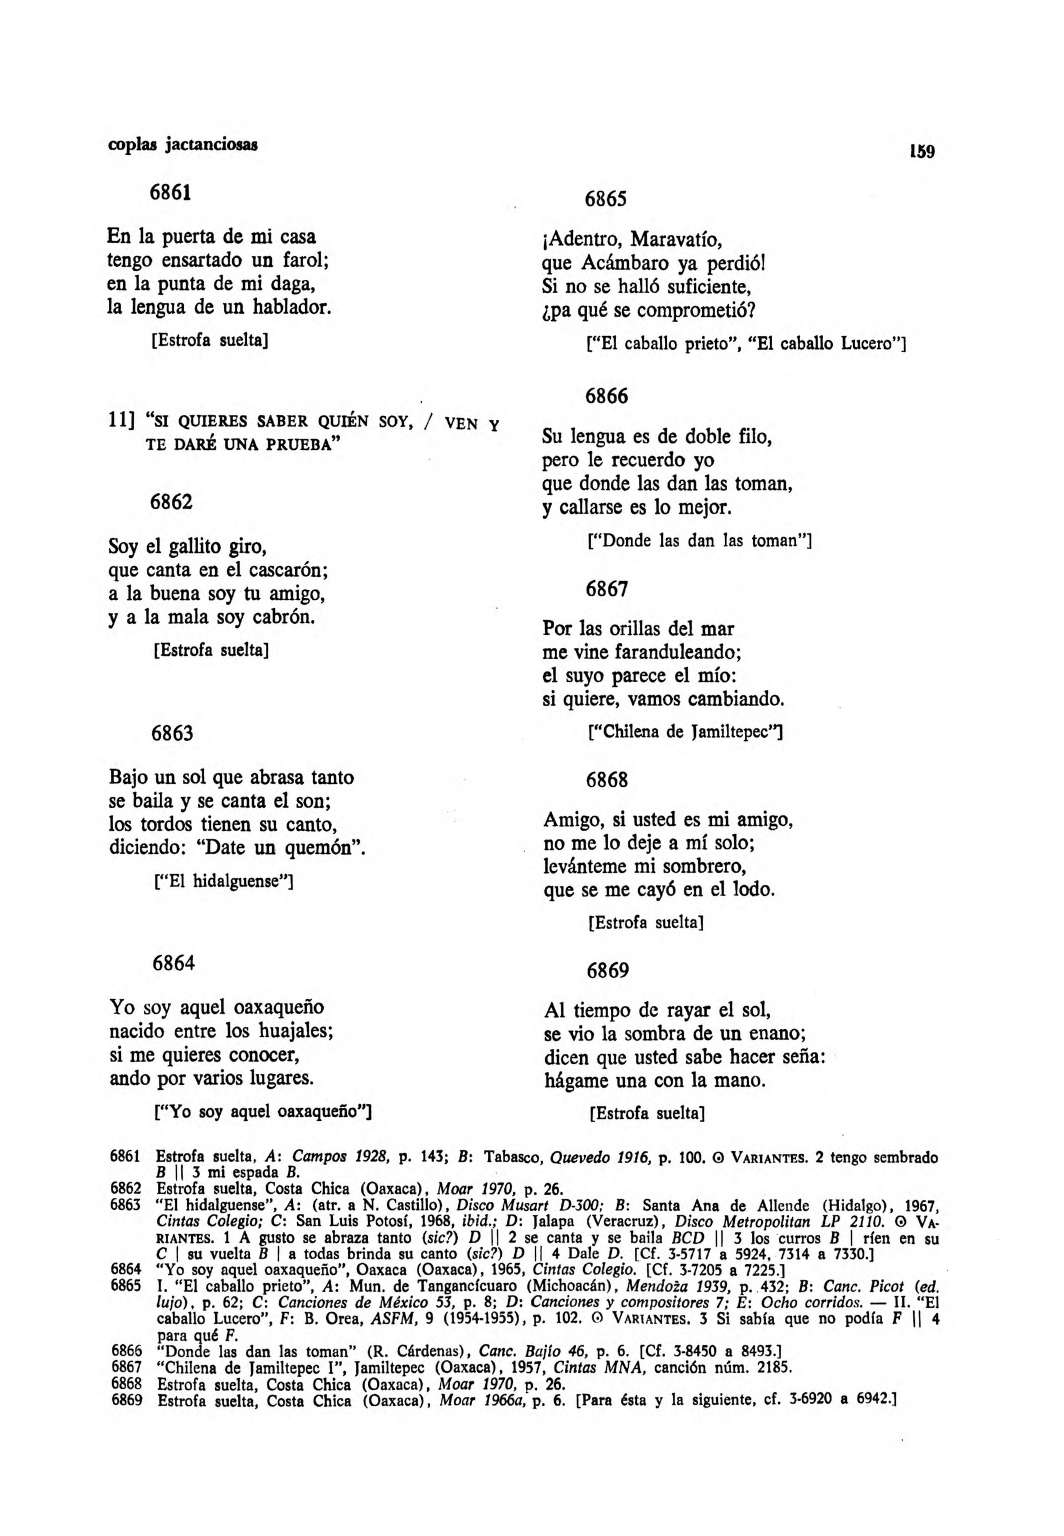 coplas jactanciosas
159
6861
En la puerta de mi casa
tengo ensartado un farol;
en la punta de mi daga,
la lengua de un hablador.
[Estrofa suelta]
11] “SI QUIERES SABER QUIÉN SOY, / VEN Y
TE DARÉ UNA PRUEBA”
6862
Soy el gallito giro,
que canta en el cascarón;
a la buena soy tu amigo,
y a la mala soy cabrón.
[Estrofa suelta]
6863
Bajo un sol que abrasa tanto
se baila y se canta el son;
los tordos tienen su canto,
diciendo: “Date un quemón”.
[“El hidalguense”]
6864
Yo soy aquel oaxaqueño
nacido entre los huajales;
si me quieres conocer,
ando por varios lugares.
[“Yo soy aquel oaxaqueño”]
6865
¡Adentro, Maravatío,
que Acámbaro ya perdió!
Si no se halló suficiente,
¿pa qué se comprometió?
[“El caballo prieto”, “El caballo Lucero”]
6866
Su lengua es de doble filo,
pero le recuerdo yo
que donde las dan las toman,
y callarse es lo mejor.
[“Donde las dan las toman”]
6867
Por las orillas del mar
me vine faranduleando;
el suyo parece el mío:
si quiere, vamos cambiando.
[“Chilena de Jamiltepec”]
6868
Amigo, si usted es mi amigo,
no me lo deje a mí solo;
levánteme mi sombrero,
que se me cayó en el lodo.
[Estrofa suelta]
6869
Al tiempo de rayar el sol,
se vio la sombra de un enano;
dicen que usted sabe hacer seña:
hágame una con la mano.
[Estrofa suelta]
6861 Estrofa suelta, A: Campos 1928, p. 143; B: Tabasco, Quevedo 1916, p. 100. ⊙ VARIANTES. 2 tengo sembrado
B || 3 mi espada B.
6862 Estrofa suelta, Costa Chica (Oaxaca), Moar 1970, p. 26.
6863 “El hidalguense”, A: (atr. a N. Castillo), Disco Musart D-300; B: Santa Ana de Allende (Hidalgo), 1967,
Cintas Colegio; C: San Luis Potosí, 1968, ibid.; D: Jalapa (Veracruz), Disco Metropolitan LP 2110. ⊙ VA-
RIANTES. 1 A gusto se abraza tanto (sic?) D || 2 se canta y se baila BCD || 3 los curros B | ríen en su
C | su vuelta B | a todas brinda su canto (sic?) D || 4 Dale D. [Cf. 3-5717 a 5924, 7314 a 7330.]
6864 “Yo soy aquel oaxaqueño”, Oaxaca (Oaxaca), 1965, Cintas Colegio. [Cf. 3-7205 a 7225.]
6865 I. “El caballo prieto”, A: Mun. de Tangancícuaro (Michoacán), Mendoza 1939, p. 432; B: Canc. Picot (ed.
lujo), p. 62; C: Canciones de México 53, p. 8; D: Canciones y compositores 7; E: Ocho corridos. — II. “El
caballo Lucero”, F: B. Orea, ASFM, 9 (1954-1955), p. 102. ⊙ VARIANTES. 3 Si sabía que no podía F || 4
para qué F.
6866 “Donde las dan las toman” (R. Cárdenas), Canc. Bajío 46, p. 6. [Cf. 3-8450 a 8493.]
6867 “Chilena de Jamiltepec I”, Jamiltepec (Oaxaca), 1957, Cintas MNA, canción núm. 2185.
6868 Estrofa suelta, Costa Chica (Oaxaca), Moar 1970, p. 26.
6869 Estrofa suelta, Costa Chica (Oaxaca), Moar 1966a, p. 6. [Para ésta y la siguiente, cf. 3-6920 a 6942.]